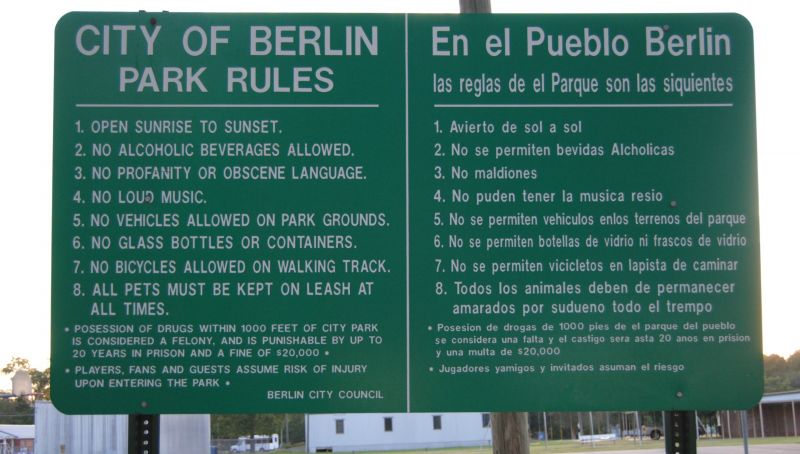 CITY OF BERLIN
PARK RULES
1. OPEN SUNRISE TO SUNSET.
2. NO ALCOHOLIC BEVERAGES ALLOWED.
3. NO PROFANITY OR OBSCENE LANGUAGE.
4. NO LOUD MUSIC.
5. NO VEHICLES ALLOWED ON PARK GROUNDS.
6. NO GLASS BOTTLES OR CONTAINERS.
7. NO BICYCLES ALLOWED ON WALKING TRACK.
8. ALL PETS MUST BE KEPT ON LEASH AT
ALL TIMES.
• POSESSION OF DRUGS WITHIN 1000 FEET OF CITY PARK
IS CONSIDERED A FELONY, AND IS PUNISHABLE BY UP TO
20 YEARS IN PRISON AND A FINE OF $20,000 •
• PLAYERS, FANS AND GUESTS ASSUME RISK OF INJURY
UPON ENTERING THE PARK •
BERLIN CITY COUNCIL
En el Pueblo Berlin
las reglas de el Parque son las siquientes
1. Avierto de sol a sol
2. No se permiten bevidas Alcholicas
3. No maldiones
4. No puden tener la musica resio
5. No se permiten vehiculos enlos terrenos del parque
6. No se permiten botellas de vidrio ni frascos de vidrio
7. No se permiten vicicletos en lapista de caminar
8. Todos los animales deben de permanecer
amarados por sudueno todo el trempo
• Posesion de drogas de 1000 pies de el parque del pueblo
se considera una falta y el castigo sera asta 20 anos en prision
y una multa de $20,000
• Jugadores yamigos y invitados asuman el riesgo